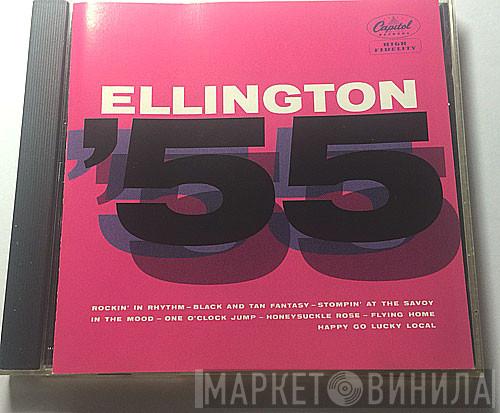 Capitol
RECORDS
HIGH
FIDELITY
ELLINGTON
'55
ROCKIN' IN RHYTHM – BLACK AND TAN FANTASY – STOMPIN' AT THE SAVOY
IN THE MOOD – ONE O'CLOCK JUMP – HONEYSUCKLE ROSE – FLYING HOME
HAPPY GO LUCKY LOCAL
МАРКЕТ ВИНИЛА